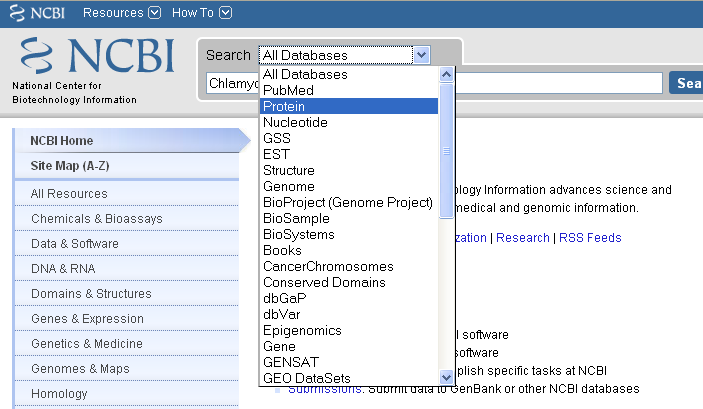 NCBI Resources How To
NCBI
National Center for
Biotechnology Information
Search All Databases
Chlamyd
Sea
All Databases
PubMed
Protein
Nucleotide
GSS
EST
Structure
Genome
BioProject (Genome Project)
BioSample
BioSystems
Books
CancerChromosomes
Conserved Domains
dbGaP
dbVar
Epigenomics
Gene
GENSAT
GEO DataSets
NCBI Home
Site Map (A-Z)
All Resources
Chemicals & Bioassays
Data & Software
DNA & RNA
Domains & Structures
Genes & Expression
Genetics & Medicine
Genomes & Maps
Homology
ology Information advances science and
medical and genomic information.
zation | Research | RSS Feeds
I software
software
plish specific tasks at NCBI
Submissions: Submit data to GenBank or other NCBI databases